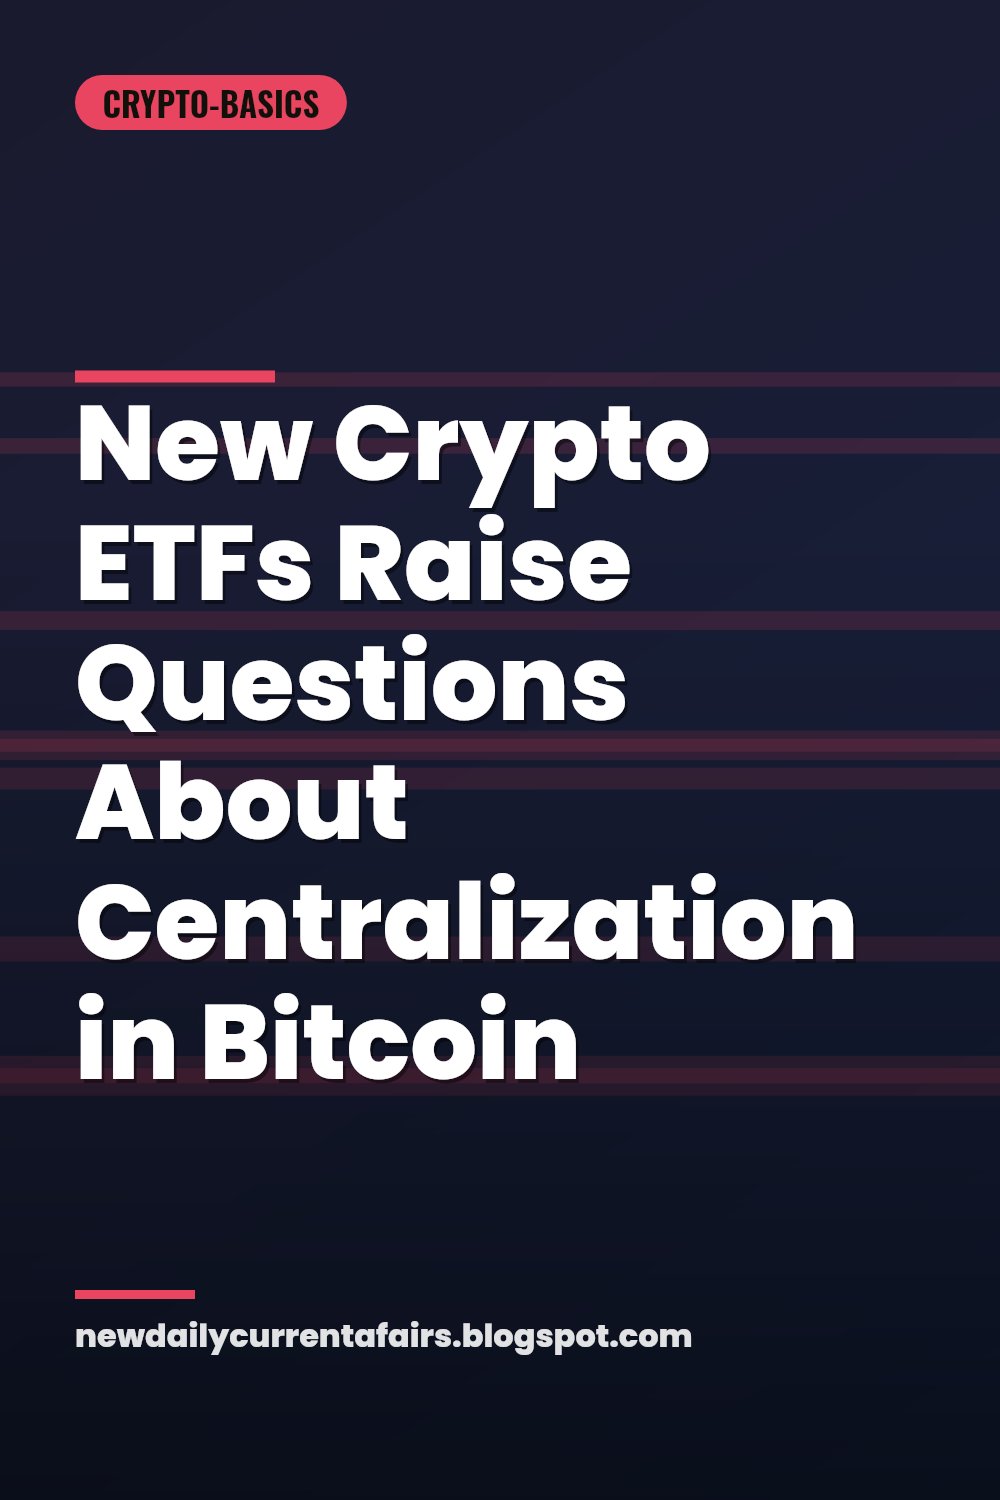 CRYPTO-BASICS
New Crypto
ETFs Raise
Questions
About
Centralization
in Bitcoin
newdailycurrentafairs.blogspot.com